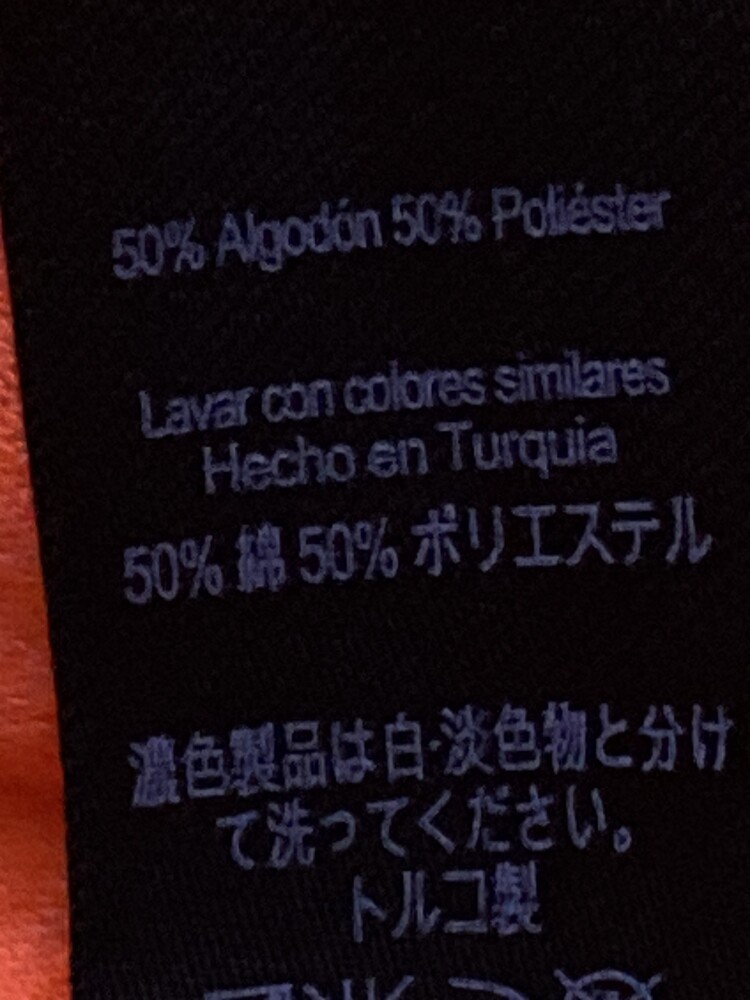 50% Algodón 50% Poliéster
Lavar con colores similares
Hecho en Turquia
50% 綿 50% ポリエステル
濃色製品は白·淡色物と分け
て洗ってください。
トルコ製